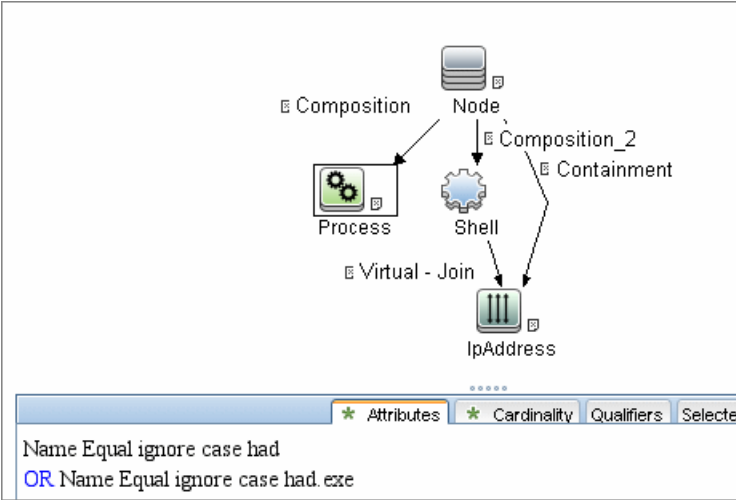 Composition
Node
Composition_2
Containment
Process
Shell
Virtual - Join
IpAddress
* Attributes * Cardinality Qualifiers Selecte
Name Equal ignore case had
OR Name Equal ignore case had.exe